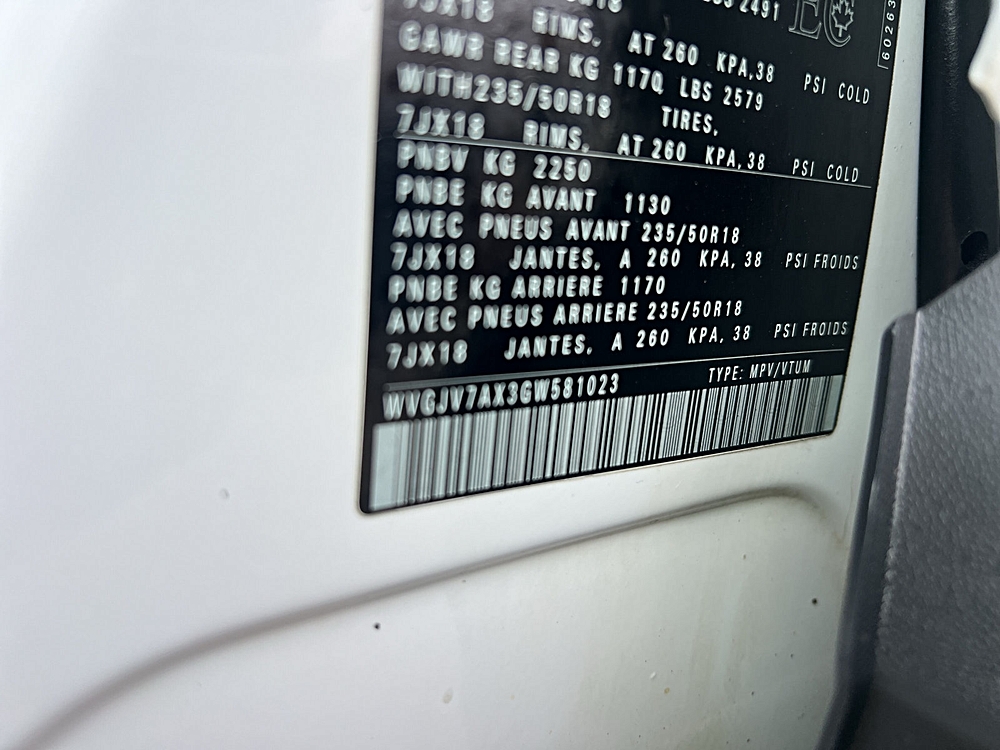 2491
7JX18 RIMS. AT 260 KPA,38 PSI COLD
GAWR REAR KG 1170 LBS 2579
WITH235/50R18 TIRES,
7JX18 RIMS. AT 260 KPA,38 PSI COLD
PNBV KG 2250
PNBE KG AVANT 1130
AVEC PNEUS AVANT 235/50R18
7JX18 JANTES. A 260 KPA, 38 PSI FROIDS
PNBE KG ARRIERE 1170
AVEC PNEUS ARRIERE 235/50R18
7JX18 JANTES. A 260 KPA, 38 PSI FROIDS
WVGJV7AX3GW581023 TYPE: MPV/VTUM
60263